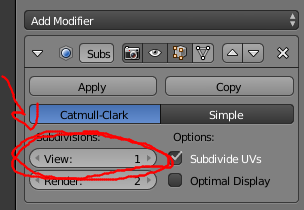 Add Modifier
Subs
Apply Copy
Catmull-Clark Simple
Subdivisions: Options:
View: 1 Subdivide UVs
Render: 2 Optimal Display